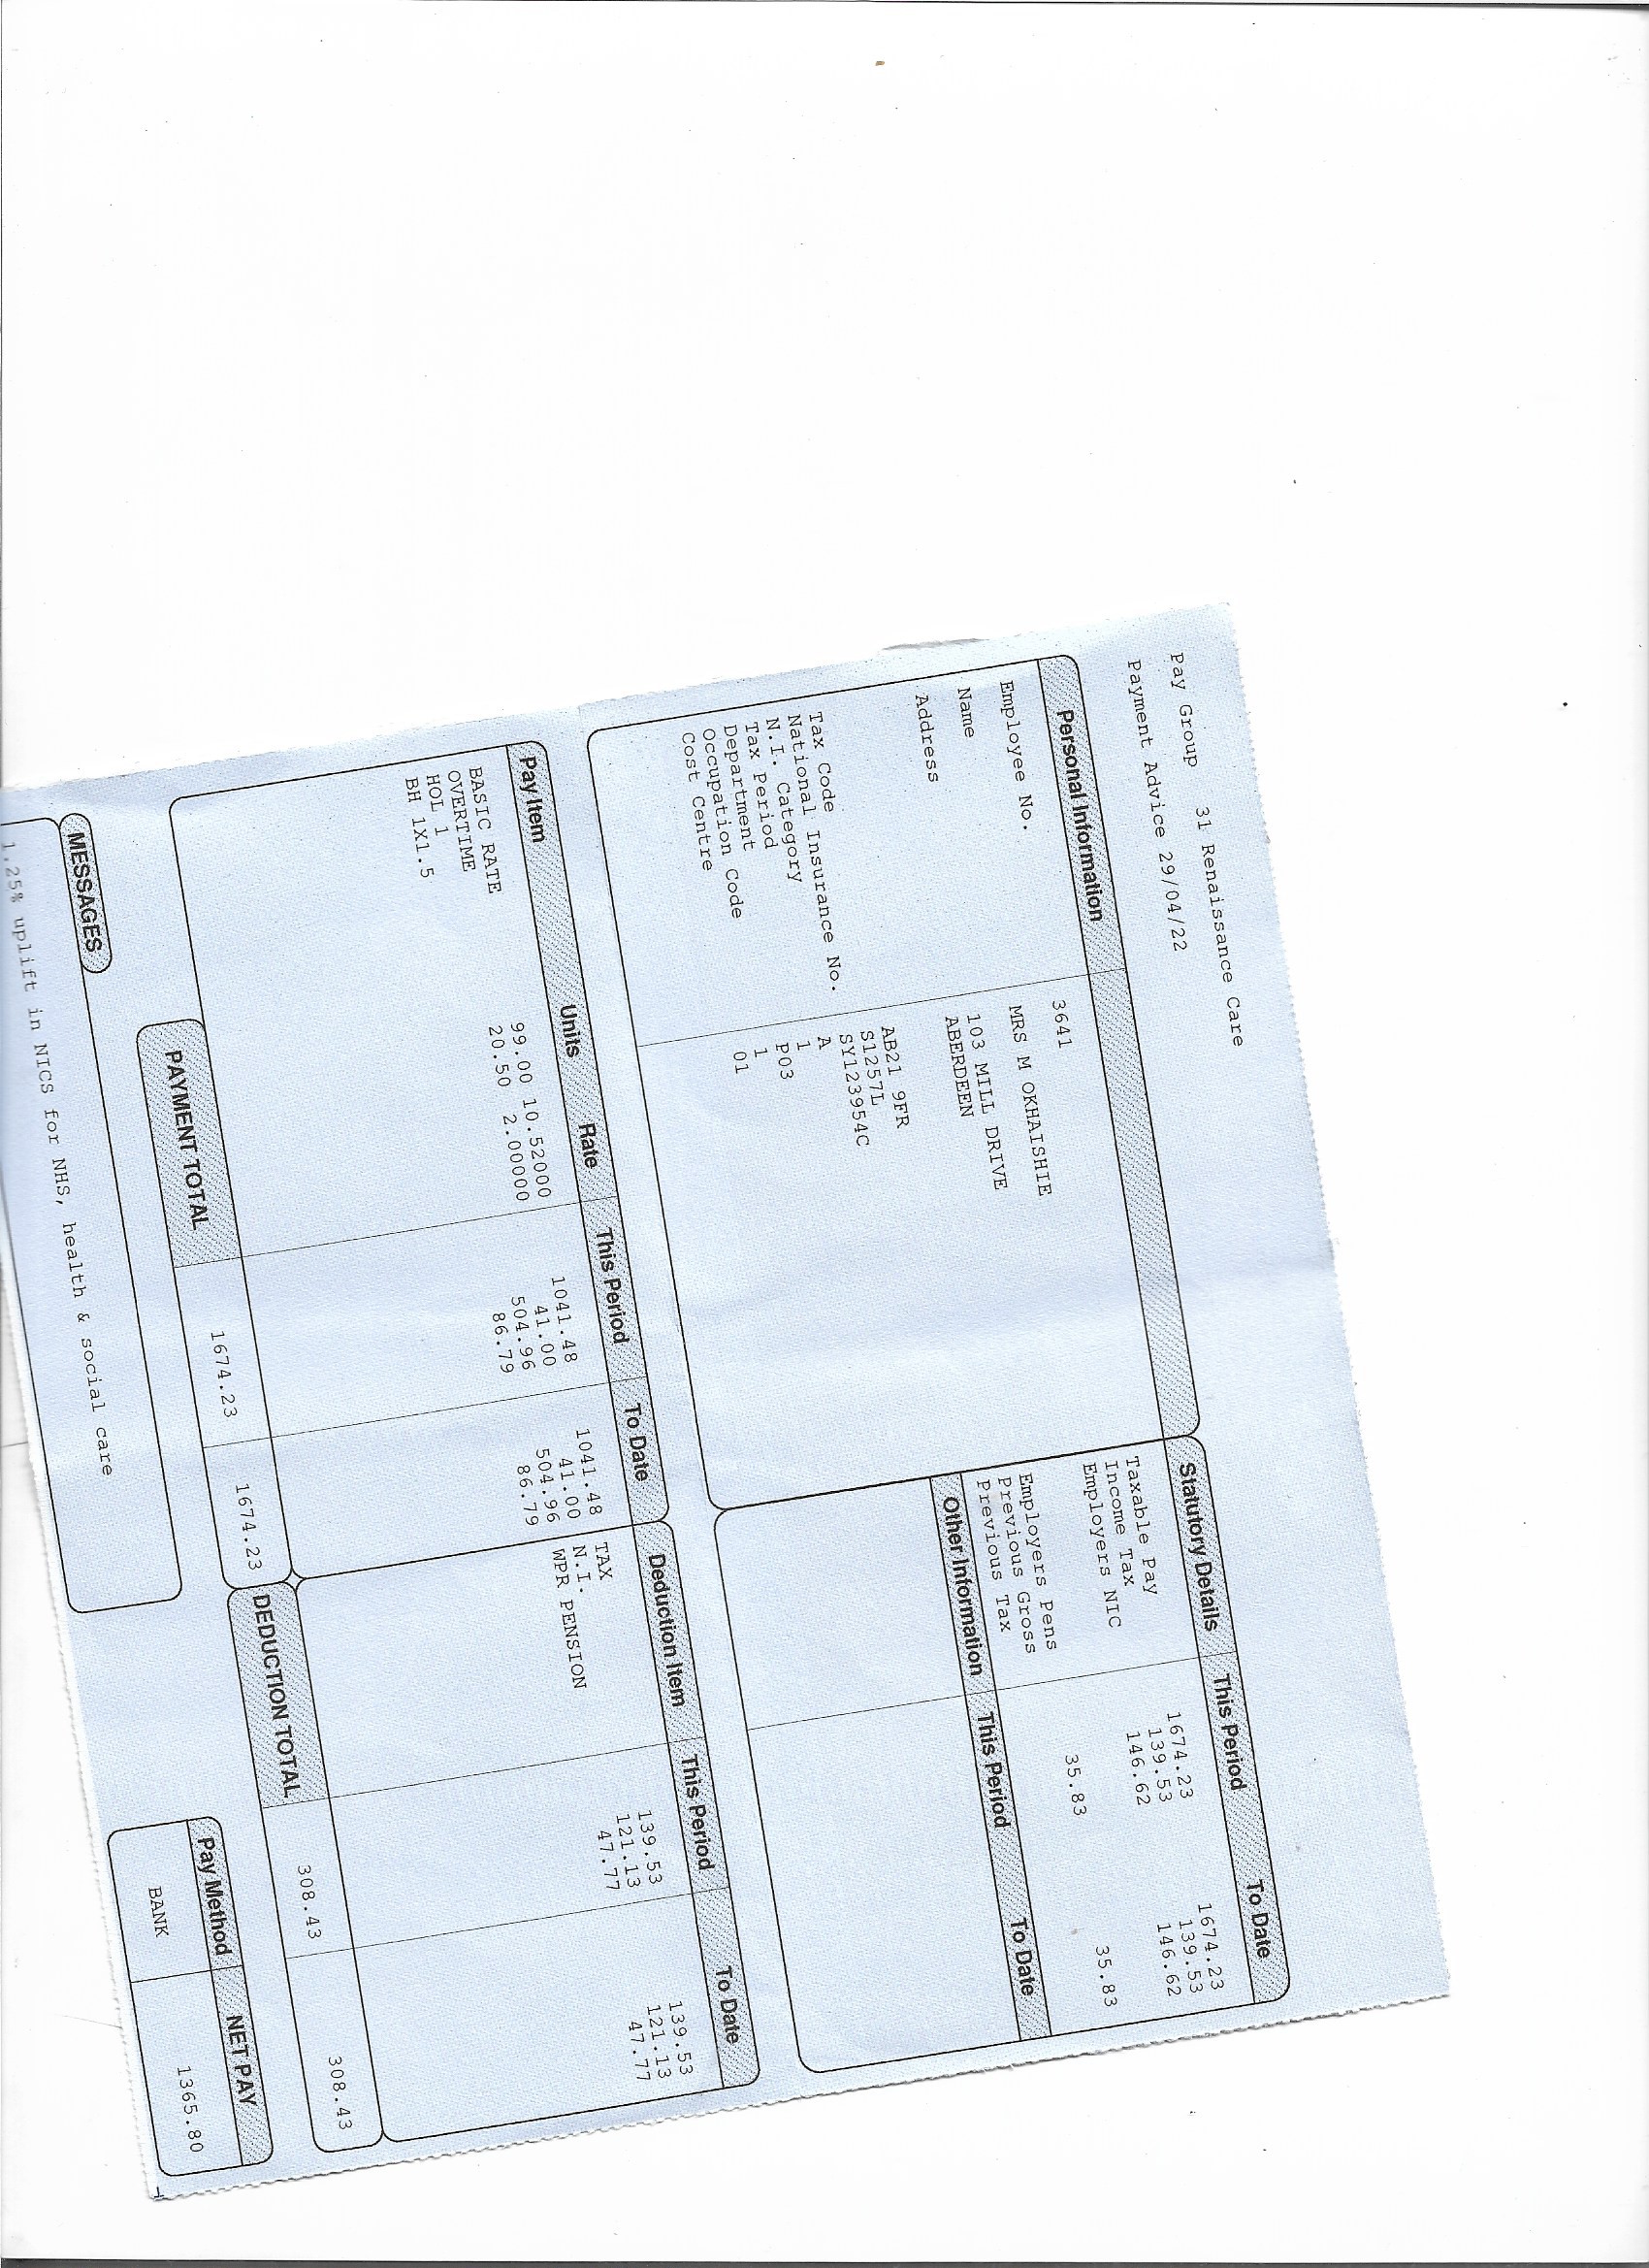 Pay Group 31 Renaissance Care
Payment Advice 29/04/22
Personal Information
Employee No. 3641
Name MRS M OKHAISHIE
Address 103 MILL DRIVE
ABERDEEN
AB21 9FR
Tax Code S1257L
National Insurance No. SY123954C
N.I. Category A
Tax Period 1
Department P03
Occupation Code 1
Cost Centre 01
Statutory Details This Period To Date
Taxable Pay 1674.23 1674.23
Income Tax 139.53 139.53
Employers NIC 146.62 146.62
Employers Pens 35.83 35.83
Previous Gross
Previous Tax
Other Information This Period To Date
Pay Item Units Rate This Period To Date
BASIC RATE 99.00 10.52000 1041.48 1041.48
OVERTIME 20.50 2.00000 41.00 41.00
HOL 1 504.96 504.96
BH 1X1.5 86.79 86.79
PAYMENT TOTAL 1674.23 1674.23
Deduction Item This Period To Date
TAX 139.53 139.53
N.I. 121.13 121.13
WPR PENSION 47.77 47.77
DEDUCTION TOTAL 308.43 308.43
Pay Method NET PAY
BANK 1365.80
MESSAGES
1.25% uplift in NICS for NHS, health & social care